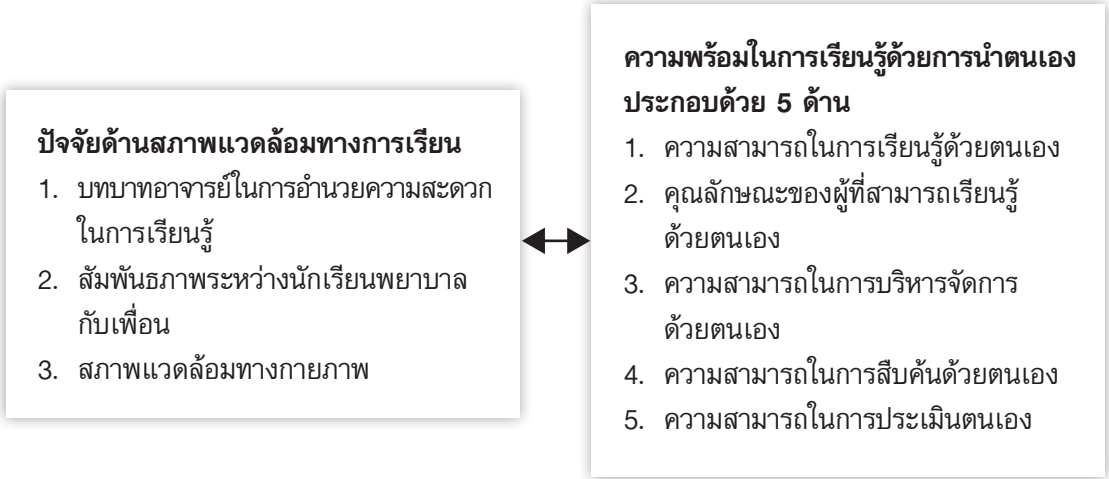 ปัจจัยด้านสภาพแวดล้อมทางการเรียน
1. บทบาทอาจารย์ในการอำนวยความสะดวก
ในการเรียนรู้
2. สัมพันธภาพระหว่างนักเรียนพยาบาล
กับเพื่อน
3. สภาพแวดล้อมทางกายภาพ
ความพร้อมในการเรียนรู้ด้วยการนำตนเอง
ประกอบด้วย 5 ด้าน
1. ความสามารถในการเรียนรู้ด้วยตนเอง
2. คุณลักษณะของผู้ที่สามารถเรียนรู้
ด้วยตนเอง
3. ความสามารถในการบริหารจัดการ
ด้วยตนเอง
4. ความสามารถในการสืบค้นด้วยตนเอง
5. ความสามารถในการประเมินตนเอง